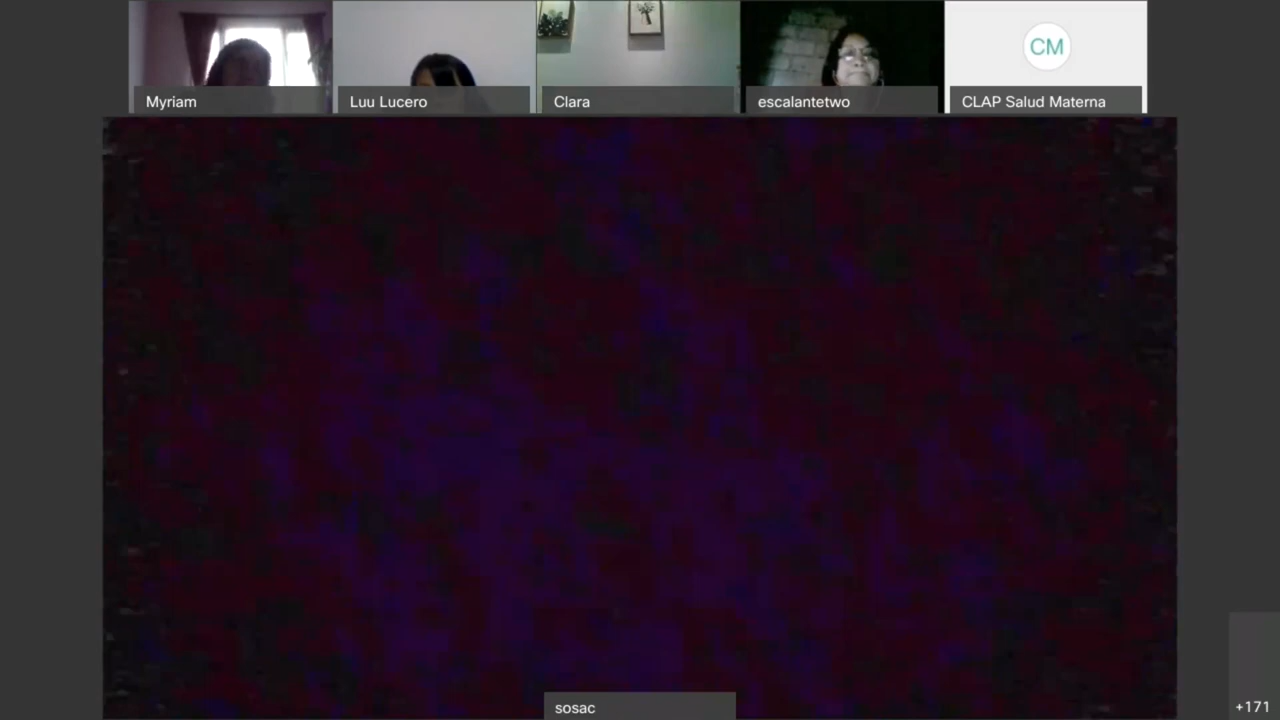 CM
Myriam
Luu Lucero
Clara
escalantetwo
CLAP Salud Materna
sosac
+171